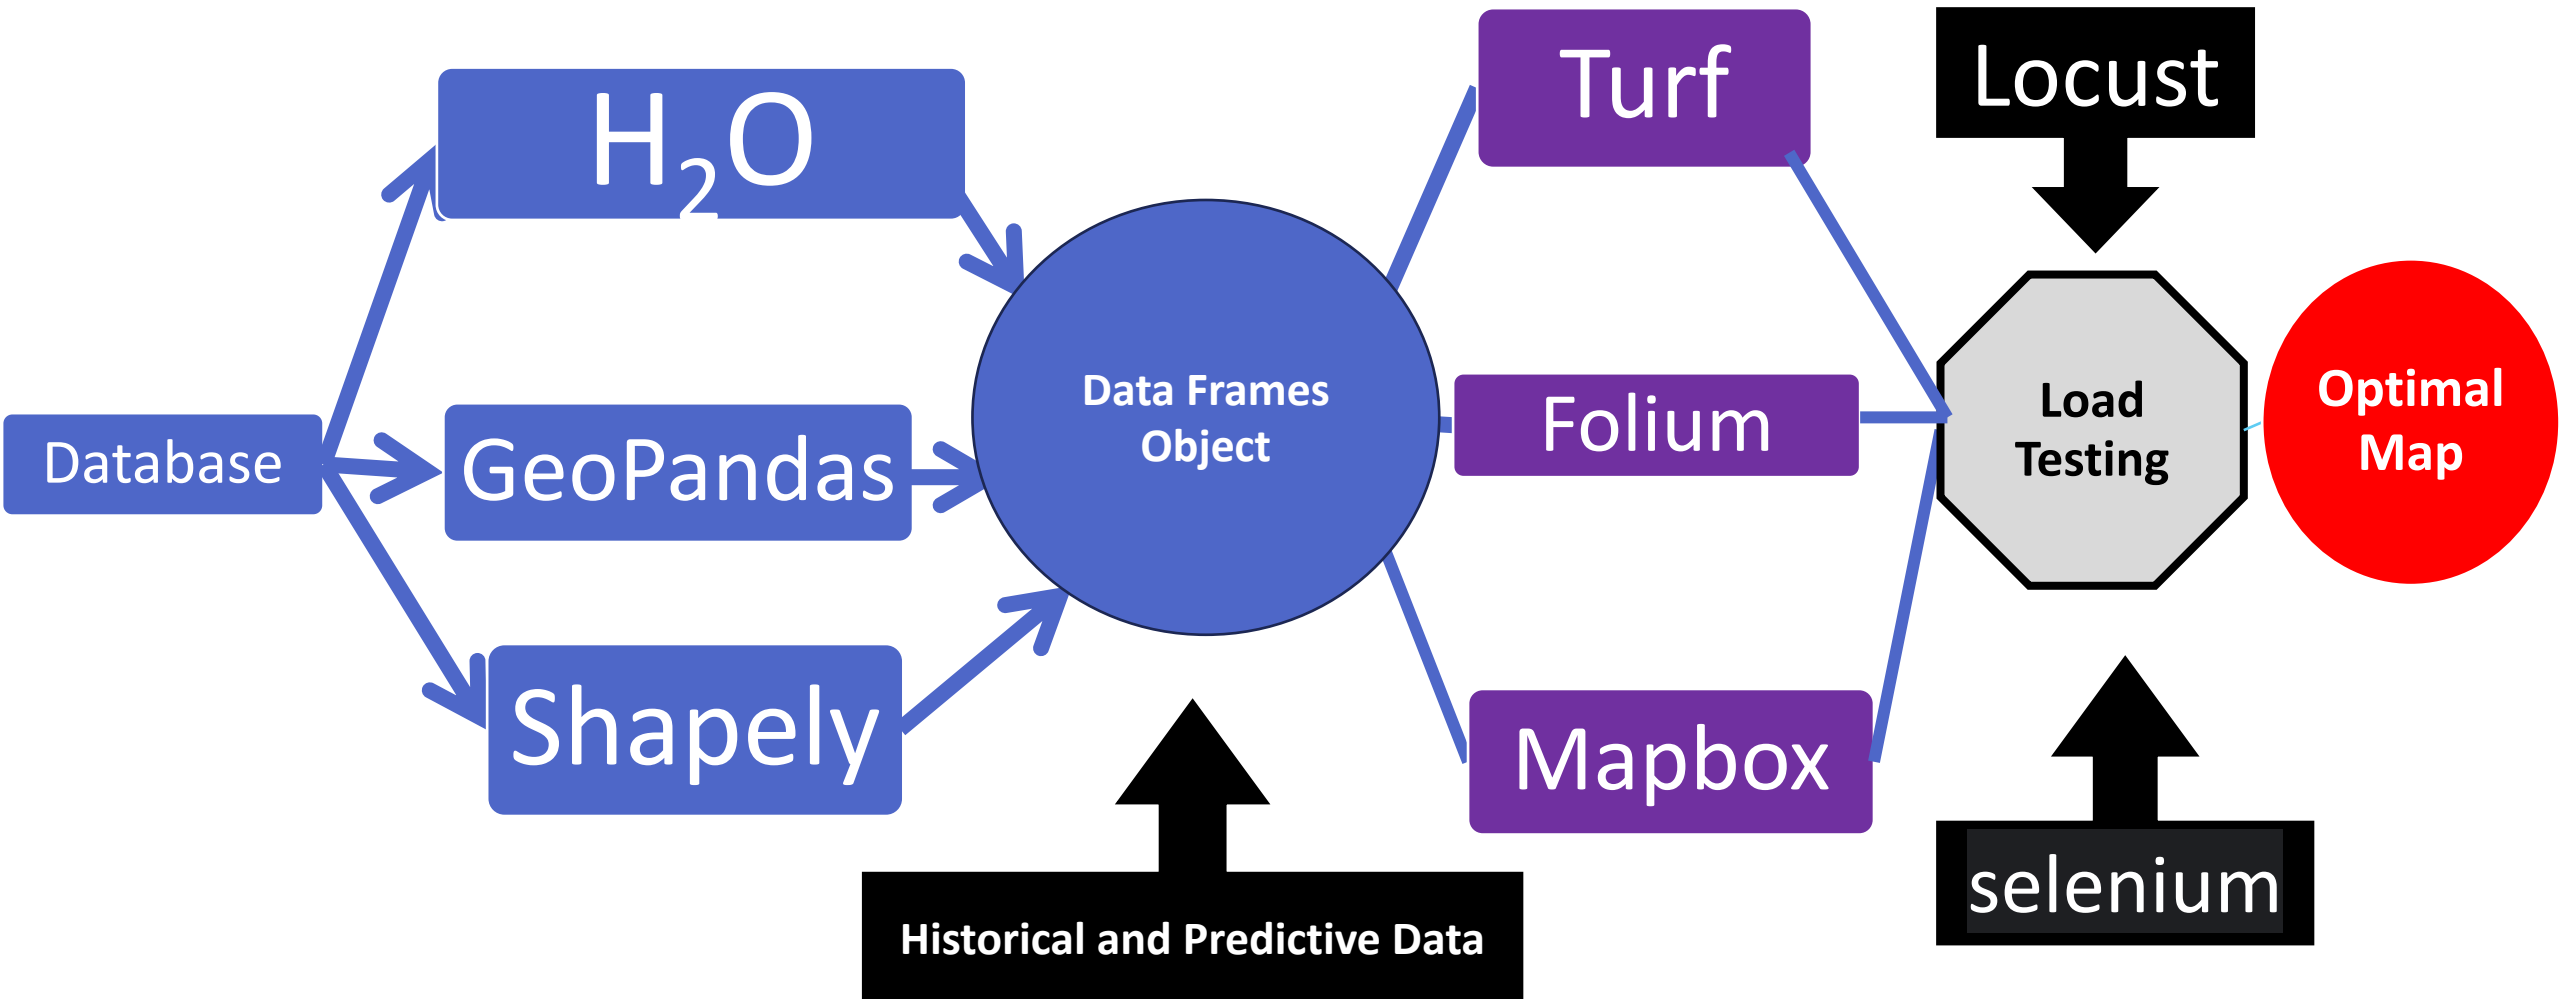 Database
H₂O
GeoPandas
Shapely
Data Frames
Object
Historical and Predictive Data
Turf
Folium
Mapbox
Locust
Load
Testing
selenium
Optimal
Map